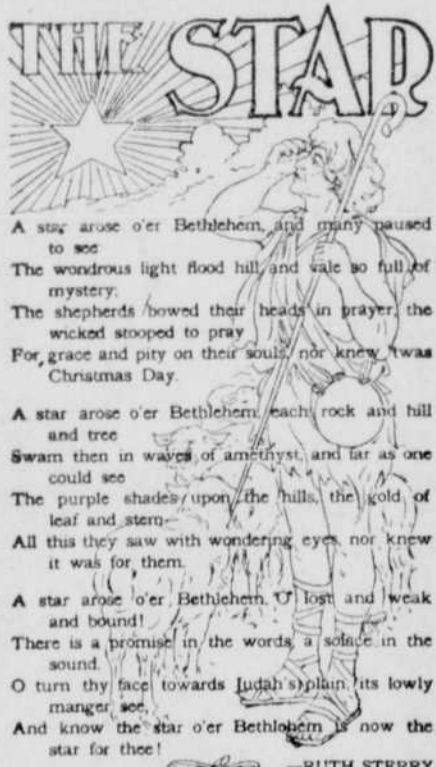 THE STAR
A star arose o'er Bethlehem, and many paused
to see
The wondrous light flood hill and vale so full of
mystery;
The shepherds bowed their heads in prayer, the
wicked stooped to pray
For grace and pity on their souls, nor knew 'twas
Christmas Day.
A star arose o'er Bethlehem, each rock and hill
and tree
Swam then in waves of amethyst, and far as one
could see
The purple shades upon the hills, the gold of
leaf and stem—
All this they saw with wondering eyes, nor knew
it was for them.
A star arose o'er Bethlehem, O lost and weak
and bound!
There is a promise in the words, a solace in the
sound.
O turn thy face towards Judah's plain, its lowly
manger see,
And know the star o'er Bethlehem is now the
star for thee!
—RUTH STERRY